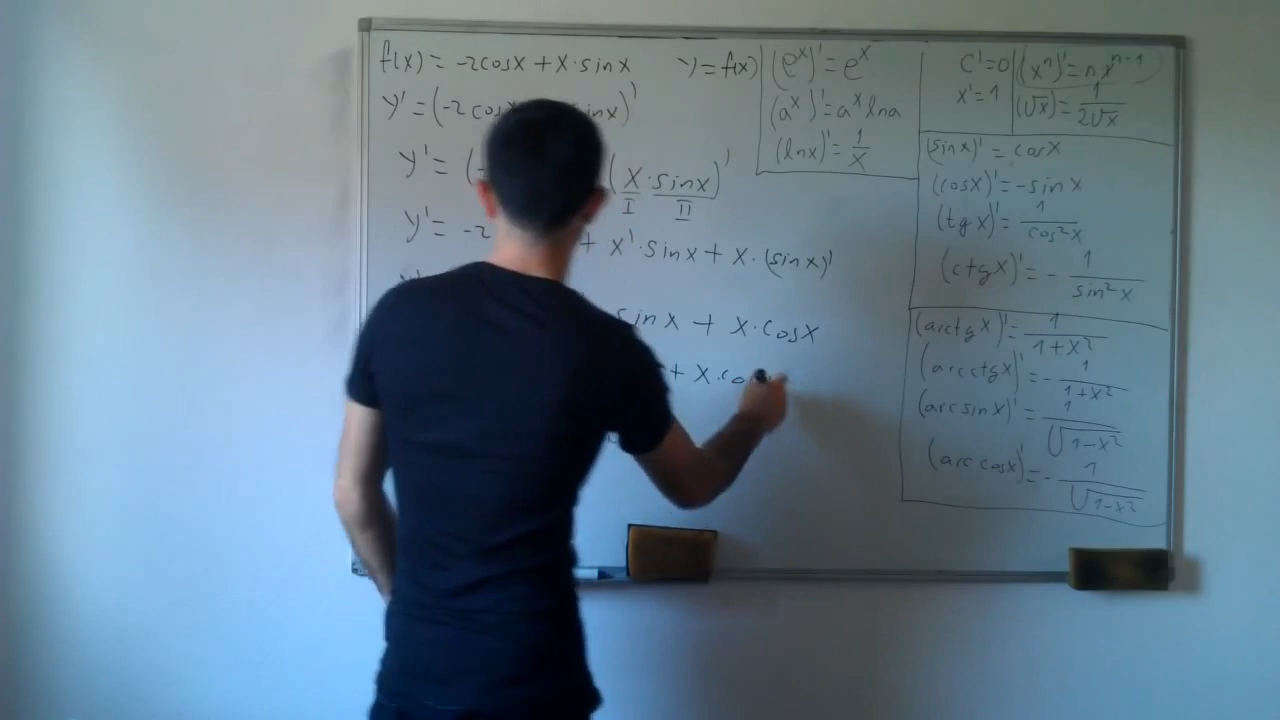 f(x) = -2cosx + x·sinx y = f(x)
y' = (-2 cos sinx)'
y' = ( (x·sinx)'
I II
y' = -2 + x'·sinx + x·(sinx)'
sinx + x·cosx
+ x·co
(e^x)' = e^x
(a^x)' = a^x lna
(lnx)' = 1/x
C' = 0 (x^n)' = n x^(n-1)
x' = 1 (√x)' = 1/(2√x)
(sinx)' = cosx
(cosx)' = -sinx
(tgx)' = 1/cos²x
(ctgx)' = - 1/sin²x
(arctgx)' = 1/(1+x²)
(arcctgx)' = - 1/(1+x²)
(arcsinx)' = 1/√(1-x²)
(arccosx)' = - 1/√(1-x²)